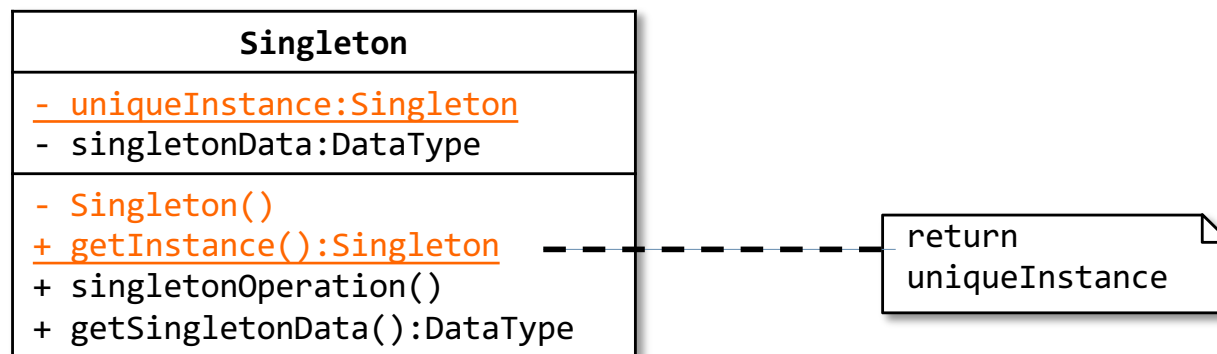 Singleton
- uniqueInstance:Singleton
- singletonData:DataType
- Singleton()
+ getInstance():Singleton
+ singletonOperation()
+ getSingletonData():DataType
return
uniqueInstance